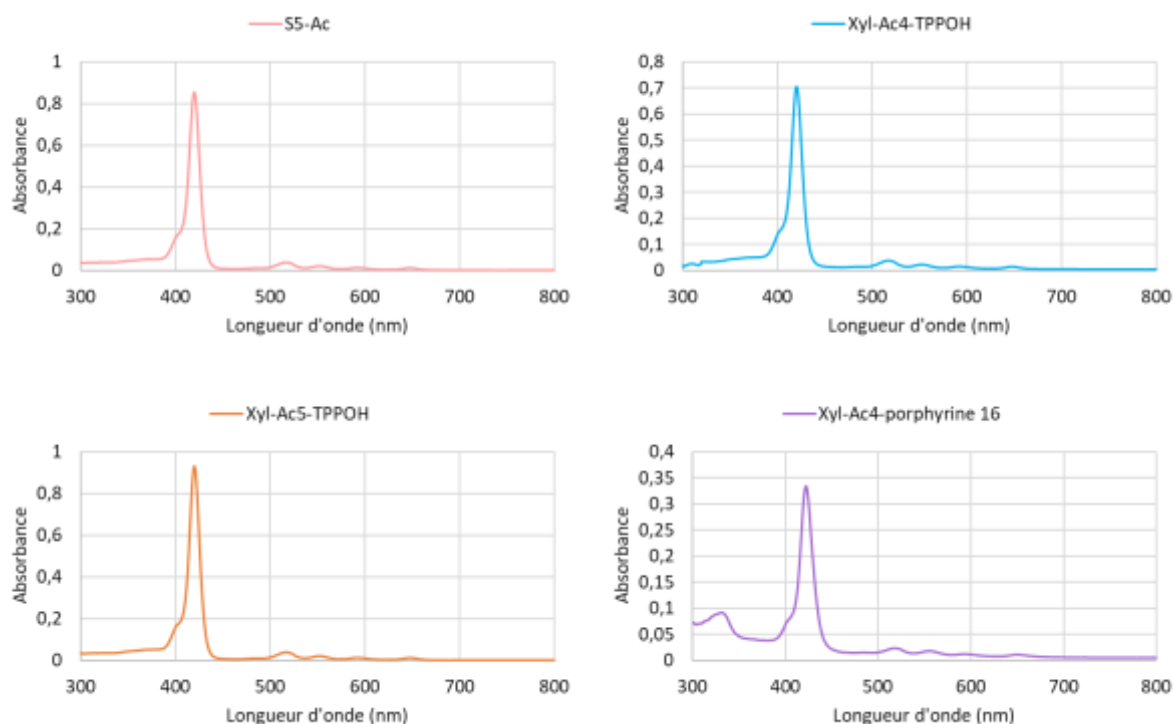 S5-Ac
Absorbance
1
0,8
0,6
0,4
0,2
0
300 400 500 600 700 800
Longueur d'onde (nm)
Xyl-Ac4-TPPOH
Absorbance
0,8
0,7
0,6
0,5
0,4
0,3
0,2
0,1
0
300 400 500 600 700 800
Longueur d'onde (nm)
Xyl-Ac5-TPPOH
Absorbance
1
0,8
0,6
0,4
0,2
0
300 400 500 600 700 800
Longueur d'onde (nm)
Xyl-Ac4-porphyrine 16
Absorbance
0,4
0,35
0,3
0,25
0,2
0,15
0,1
0,05
0
300 400 500 600 700 800
Longueur d'onde (nm)